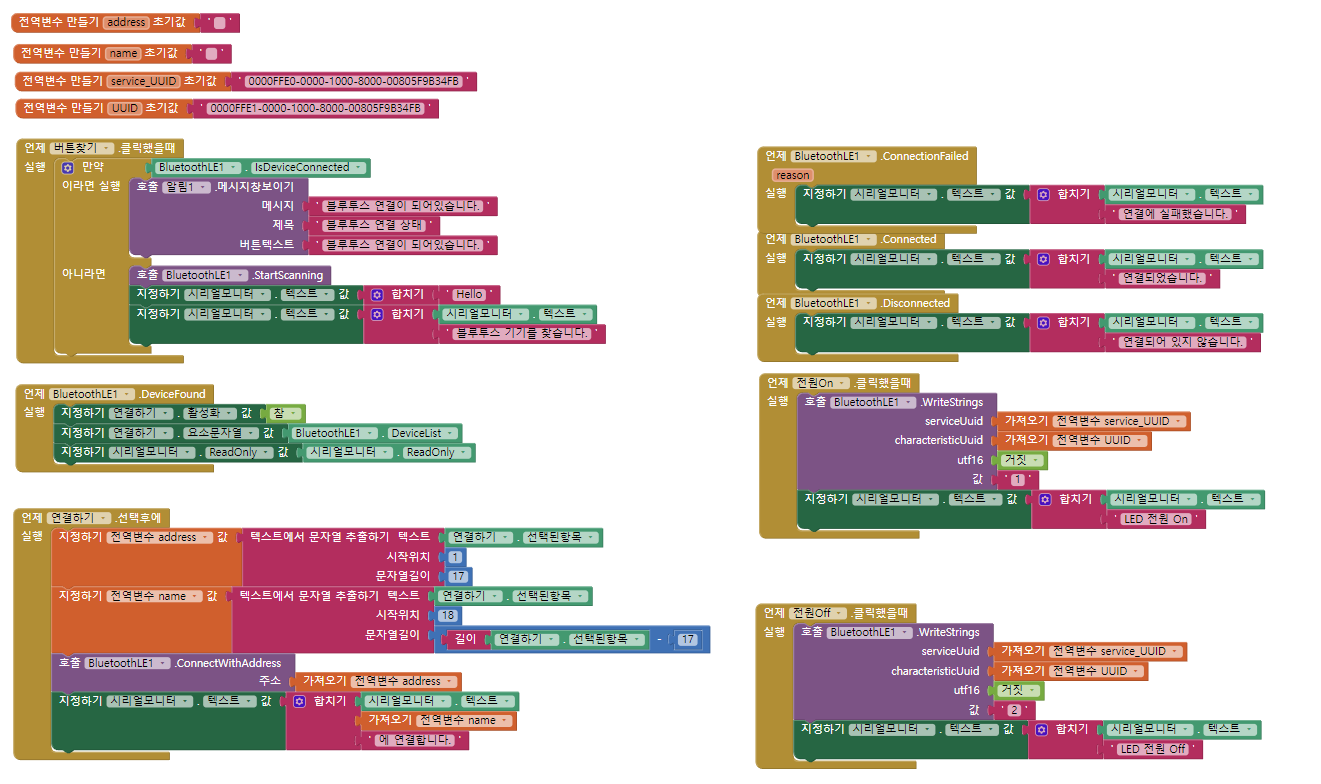 전역변수 만들기 address 초기값 ' '
전역변수 만들기 name 초기값 ' '
전역변수 만들기 service_UUID 초기값 ' 0000FFE0-0000-1000-8000-00805F9B34FB '
전역변수 만들기 UUID 초기값 ' 0000FFE1-0000-1000-8000-00805F9B34FB '
언제 버튼찾기 .클릭했을때
실행 만약 BluetoothLE1 . IsDeviceConnected
이라면 실행 호출 알림1 .메시지창보이기
메시지 ' 블루투스 연결이 되어있습니다. '
제목 ' 블루투스 연결 상태 '
버튼텍스트 ' 블루투스 연결이 되어있습니다. '
아니라면 호출 BluetoothLE1 .StartScanning
지정하기 시리얼모니터 . 텍스트 값 합치기 ' Hello '
지정하기 시리얼모니터 . 텍스트 값 합치기 시리얼모니터 . 텍스트
' 블루투스 기기를 찾습니다. '
언제 BluetoothLE1 .DeviceFound
실행 지정하기 연결하기 . 활성화 값 참
지정하기 연결하기 . 요소문자열 값 BluetoothLE1 . DeviceList
지정하기 시리얼모니터 . ReadOnly 값 시리얼모니터 . ReadOnly
언제 연결하기 .선택후에
실행 지정하기 전역변수 address 값 텍스트에서 문자열 추출하기 텍스트 연결하기 . 선택된항목
시작위치 1
문자열길이 17
지정하기 전역변수 name 값 텍스트에서 문자열 추출하기 텍스트 연결하기 . 선택된항목
시작위치 18
문자열길이 길이 연결하기 . 선택된항목 - 17
호출 BluetoothLE1 .ConnectWithAddress
주소 가져오기 전역변수 address
지정하기 시리얼모니터 . 텍스트 값 합치기 시리얼모니터 . 텍스트
가져오기 전역변수 name
' 에 연결합니다. '
언제 BluetoothLE1 .ConnectionFailed
reason
실행 지정하기 시리얼모니터 . 텍스트 값 합치기 시리얼모니터 . 텍스트
' 연결에 실패했습니다. '
언제 BluetoothLE1 .Connected
실행 지정하기 시리얼모니터 . 텍스트 값 합치기 시리얼모니터 . 텍스트
' 연결되었습니다. '
언제 BluetoothLE1 .Disconnected
실행 지정하기 시리얼모니터 . 텍스트 값 합치기 시리얼모니터 . 텍스트
' 연결되어 있지 않습니다. '
언제 전원On .클릭했을때
실행 호출 BluetoothLE1 .WriteStrings
serviceUuid 가져오기 전역변수 service_UUID
characteristicUuid 가져오기 전역변수 UUID
utf16 거짓
값 ' 1 '
지정하기 시리얼모니터 . 텍스트 값 합치기 시리얼모니터 . 텍스트
' LED 전원 On '
언제 전원Off .클릭했을때
실행 호출 BluetoothLE1 .WriteStrings
serviceUuid 가져오기 전역변수 service_UUID
characteristicUuid 가져오기 전역변수 UUID
utf16 거짓
값 ' 2 '
지정하기 시리얼모니터 . 텍스트 값 합치기 시리얼모니터 . 텍스트
' LED 전원 Off '